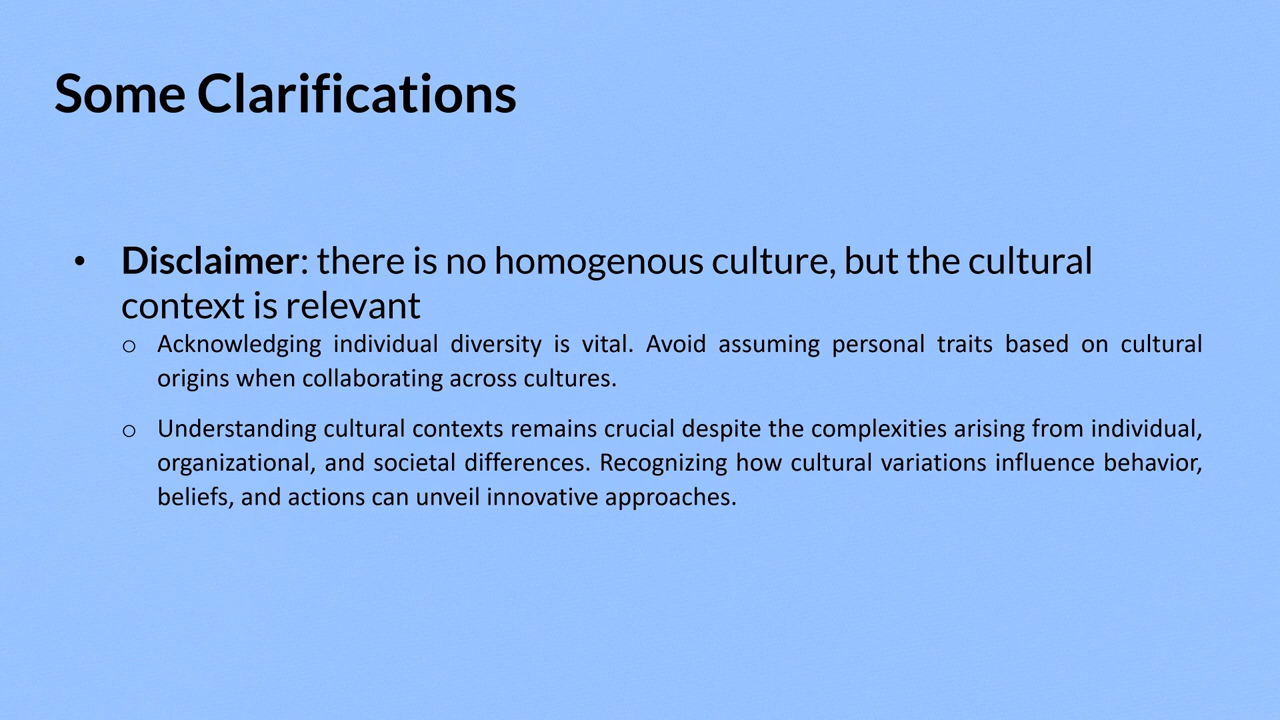 Some Clarifications
• Disclaimer: there is no homogenous culture, but the cultural
context is relevant
o Acknowledging individual diversity is vital. Avoid assuming personal traits based on cultural
origins when collaborating across cultures.
o Understanding cultural contexts remains crucial despite the complexities arising from individual,
organizational, and societal differences. Recognizing how cultural variations influence behavior,
beliefs, and actions can unveil innovative approaches.